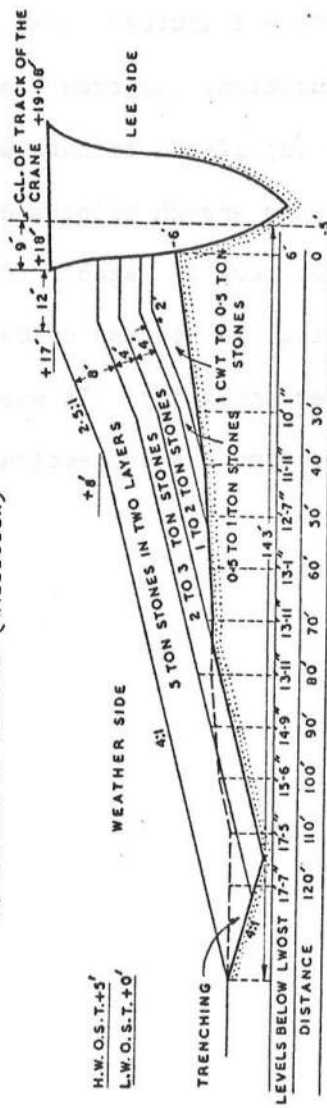 H.W.O.S.T.+5'
L.W.O.S.T.+0'
WEATHER SIDE
LEE SIDE
9'
C.L. OF TRACK OF THE
CRANE
+19·08'
+18'
12'
+17'
2·5:1
+8'
8'
4'
4'
2'
4:1
5 TON STONES IN TWO LAYERS
2 TO 3 TON STONES
1 TO 2 TON STONES
0·5 TO 1 TON STONES
1 CWT TO 0·5 TON
STONES
-6'
-5'
TRENCHING
4:1
143'
LEVELS BELOW LWOST 17-7" 17-5" 15-6" 14-9" 13-11" 13-11" 13-1" 12-7" 11-11" 10'1" 6'
DISTANCE 120' 110' 100' 90' 80' 60' 50' 40' 30' 0